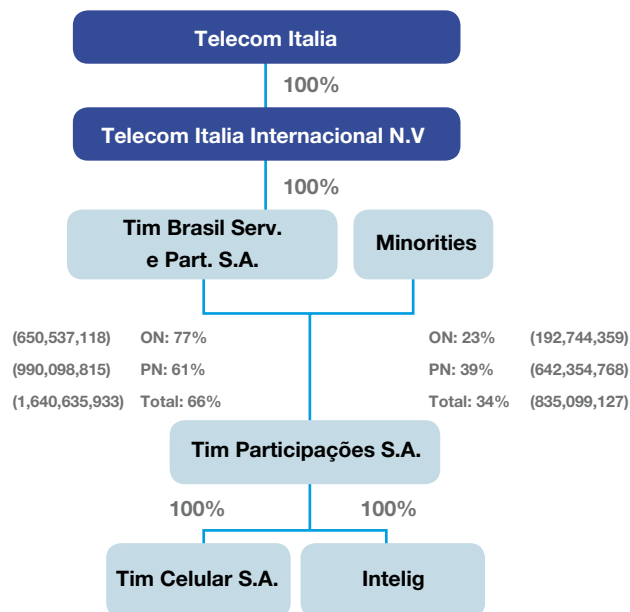 Telecom Italia
100%
Telecom Italia Internacional N.V
100%
Tim Brasil Serv.
e Part. S.A.
Minorities
(650,537,118) ON: 77%
(990,098,815) PN: 61%
(1,640,635,933) Total: 66%
ON: 23% (192,744,359)
PN: 39% (642,354,768)
Total: 34% (835,099,127)
Tim Participações S.A.
100% 100%
Tim Celular S.A.
Intelig